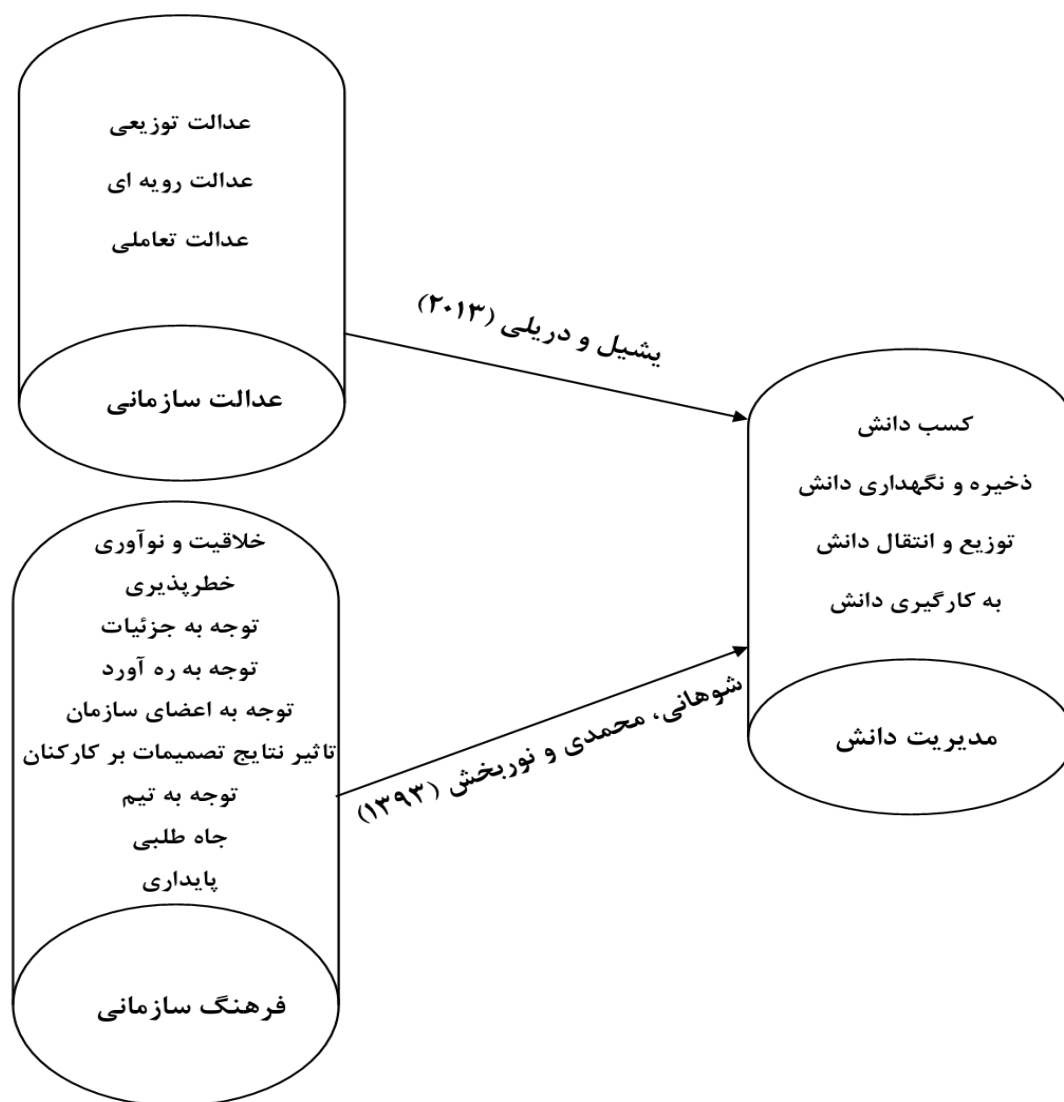 عدالت توزیعی
عدالت رویه ای
عدالت تعاملی
عدالت سازمانی
یشیل و دریلی (۲۰۱۳)
کسب دانش
ذخیره و نگهداری دانش
توزیع و انتقال دانش
به کارگیری دانش
مدیریت دانش
خلاقیت و نوآوری
خطرپذیری
توجه به جزئیات
توجه به ره آورد
توجه به اعضای سازمان
تاثیر نتایج تصمیمات بر کارکنان
توجه به تیم
جاه طلبی
پایداری
فرهنگ سازمانی
شوهانی، محمدی و نوربخش (۱۳۹۳)